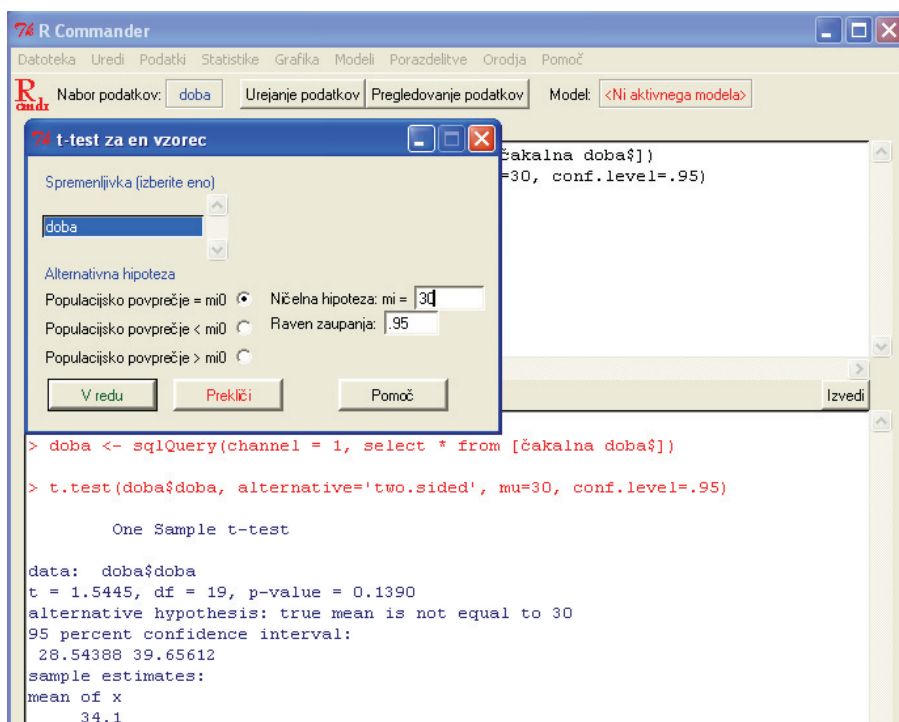 R Commander
Datoteka Uredi Podatki Statistike Grafika Modeli Porazdelitve Orodja Pomoč
R cmdr Nabor podatkov: doba Urejanje podatkov Pregledovanje podatkov Model: <Ni aktivnega modela>
t-test za en vzorec
čakalna doba$])
=30, conf.level=.95)
Spremenljivka (izberite eno)
doba
Alternativna hipoteza
Populacijsko povprečje = mi0 Ničelna hipoteza: mi = 30
Populacijsko povprečje < mi0 Raven zaupanja: .95
Populacijsko povprečje > mi0
V redu Prekliči Pomoč
Izvedi
> doba <- sqlQuery(channel = 1, select * from [čakalna doba$])
> t.test(doba$doba, alternative='two.sided', mu=30, conf.level=.95)
One Sample t-test
data: doba$doba
t = 1.5445, df = 19, p-value = 0.1390
alternative hypothesis: true mean is not equal to 30
95 percent confidence interval:
28.54388 39.65612
sample estimates:
mean of x
34.1